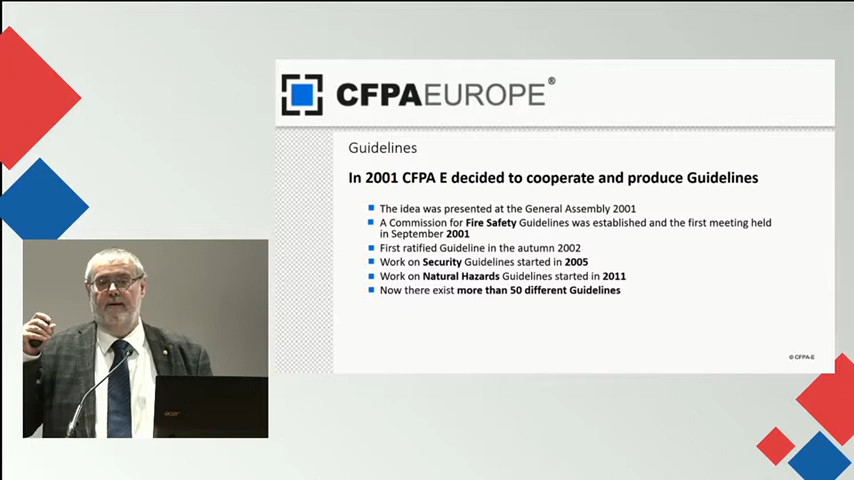 CFPAEUROPE®
Guidelines
In 2001 CFPA E decided to cooperate and produce Guidelines
The idea was presented at the General Assembly 2001
A Commission for Fire Safety Guidelines was established and the first meeting held
in September 2001
First ratified Guideline in the autumn 2002
Work on Security Guidelines started in 2005
Work on Natural Hazards Guidelines started in 2011
Now there exist more than 50 different Guidelines
© CFPA-E
acer